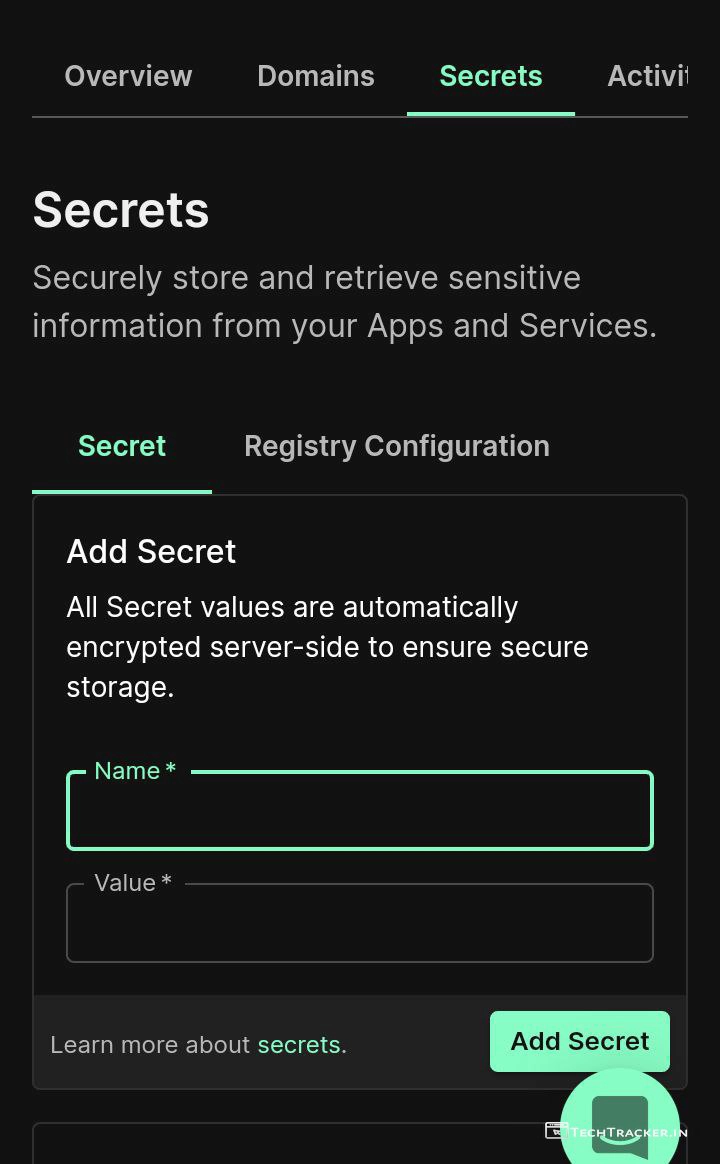 Overview Domains Secrets Activit
Secrets
Securely store and retrieve sensitive
information from your Apps and Services.
Secret Registry Configuration
Add Secret
All Secret values are automatically
encrypted server-side to ensure secure
storage.
Name *
Value *
Learn more about secrets. Add Secret
TECHTRACKER.IN